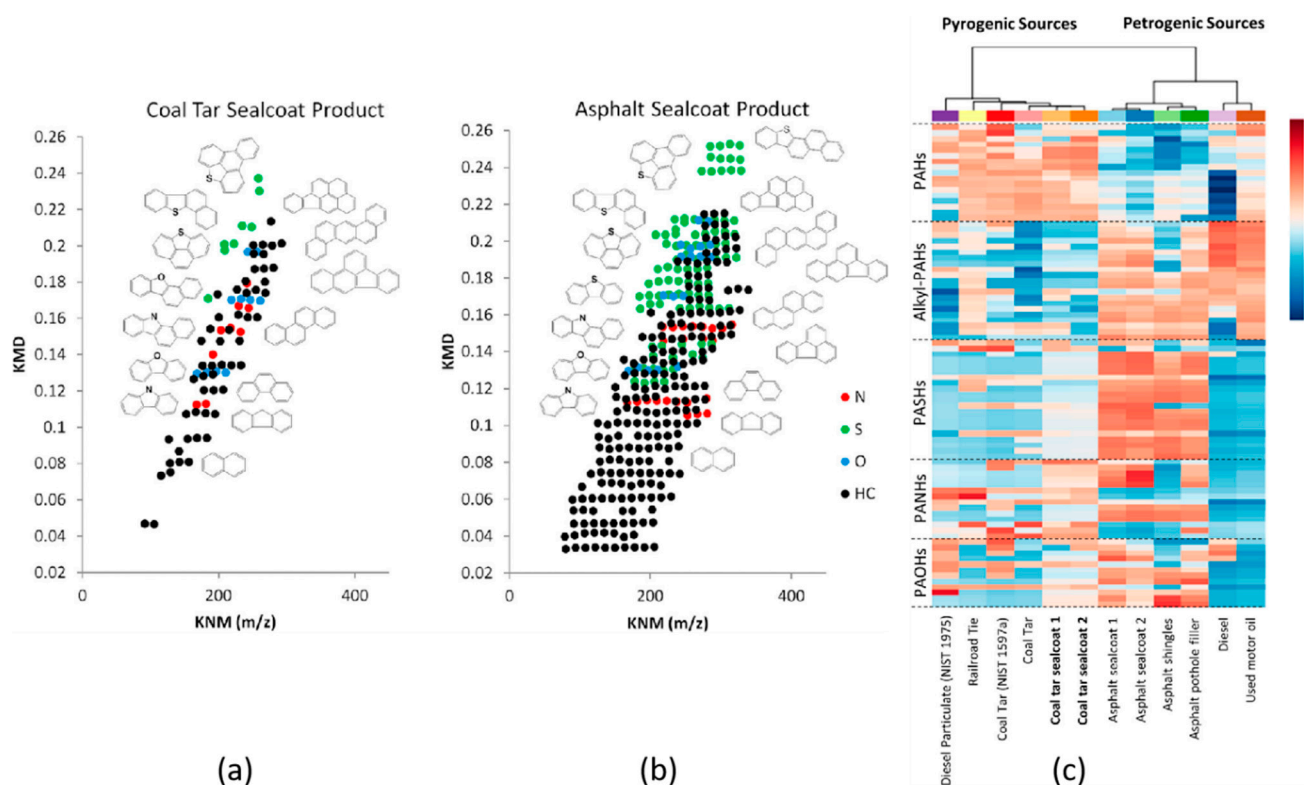 Coal Tar Sealcoat Product
0.26
0.24
0.22
0.2
0.18
0.16
0.14
0.12
0.1
0.08
0.06
0.04
0.02
KMD
0
200
400
KNM (m/z)
S
S
S
O
N
O
N
(a)
Asphalt Sealcoat Product
0.26
0.24
0.22
0.2
0.18
0.16
0.14
0.12
0.1
0.08
0.06
0.04
0.02
KMD
0
200
400
KNM (m/z)
S
S
S
S
S
N
O
N
N
S
O
HC
(b)
Pyrogenic Sources
Petrogenic Sources
PAHs
Alkyl-PAHs
PASHs
PANHs
PAOHs
Diesel Particulate (NIST 1975)
Railroad Tie
Coal Tar (NIST 1597a)
Coal Tar
Coal tar sealcoat 1
Coal tar sealcoat 2
Asphalt sealcoat 1
Asphalt sealcoat 2
Asphalt shingles
Asphalt pothole filler
Diesel
Used motor oil
(c)